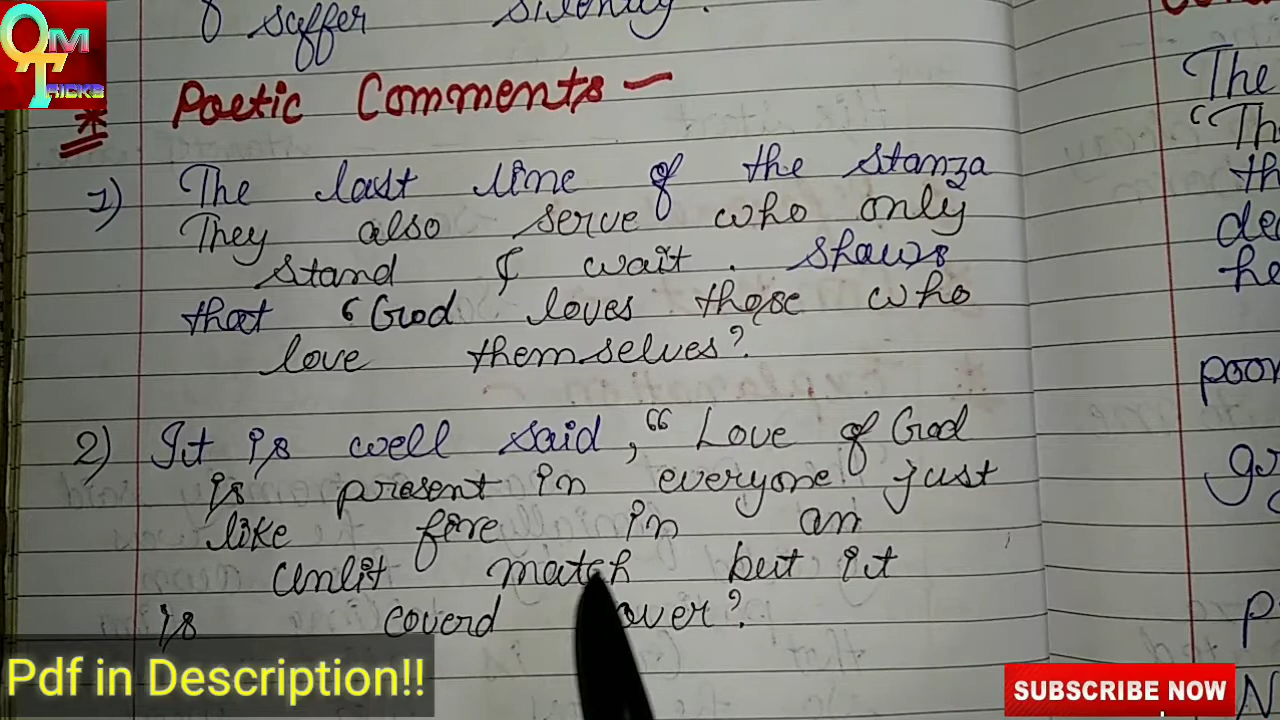 OM
TRICKS
& suffer silently.
* Poetic Comments -
1) The last line of the stanza
They also serve who only
stand & wait. shaws
that "God loves those who
love themselves?
2) It is well said, "Love of God
is present in everyone just
like fire in an
unlit match but it
is coverd over?
The
"Th
th
de
he
poor
P
N
Pdf in Description!!
SUBSCRIBE NOW